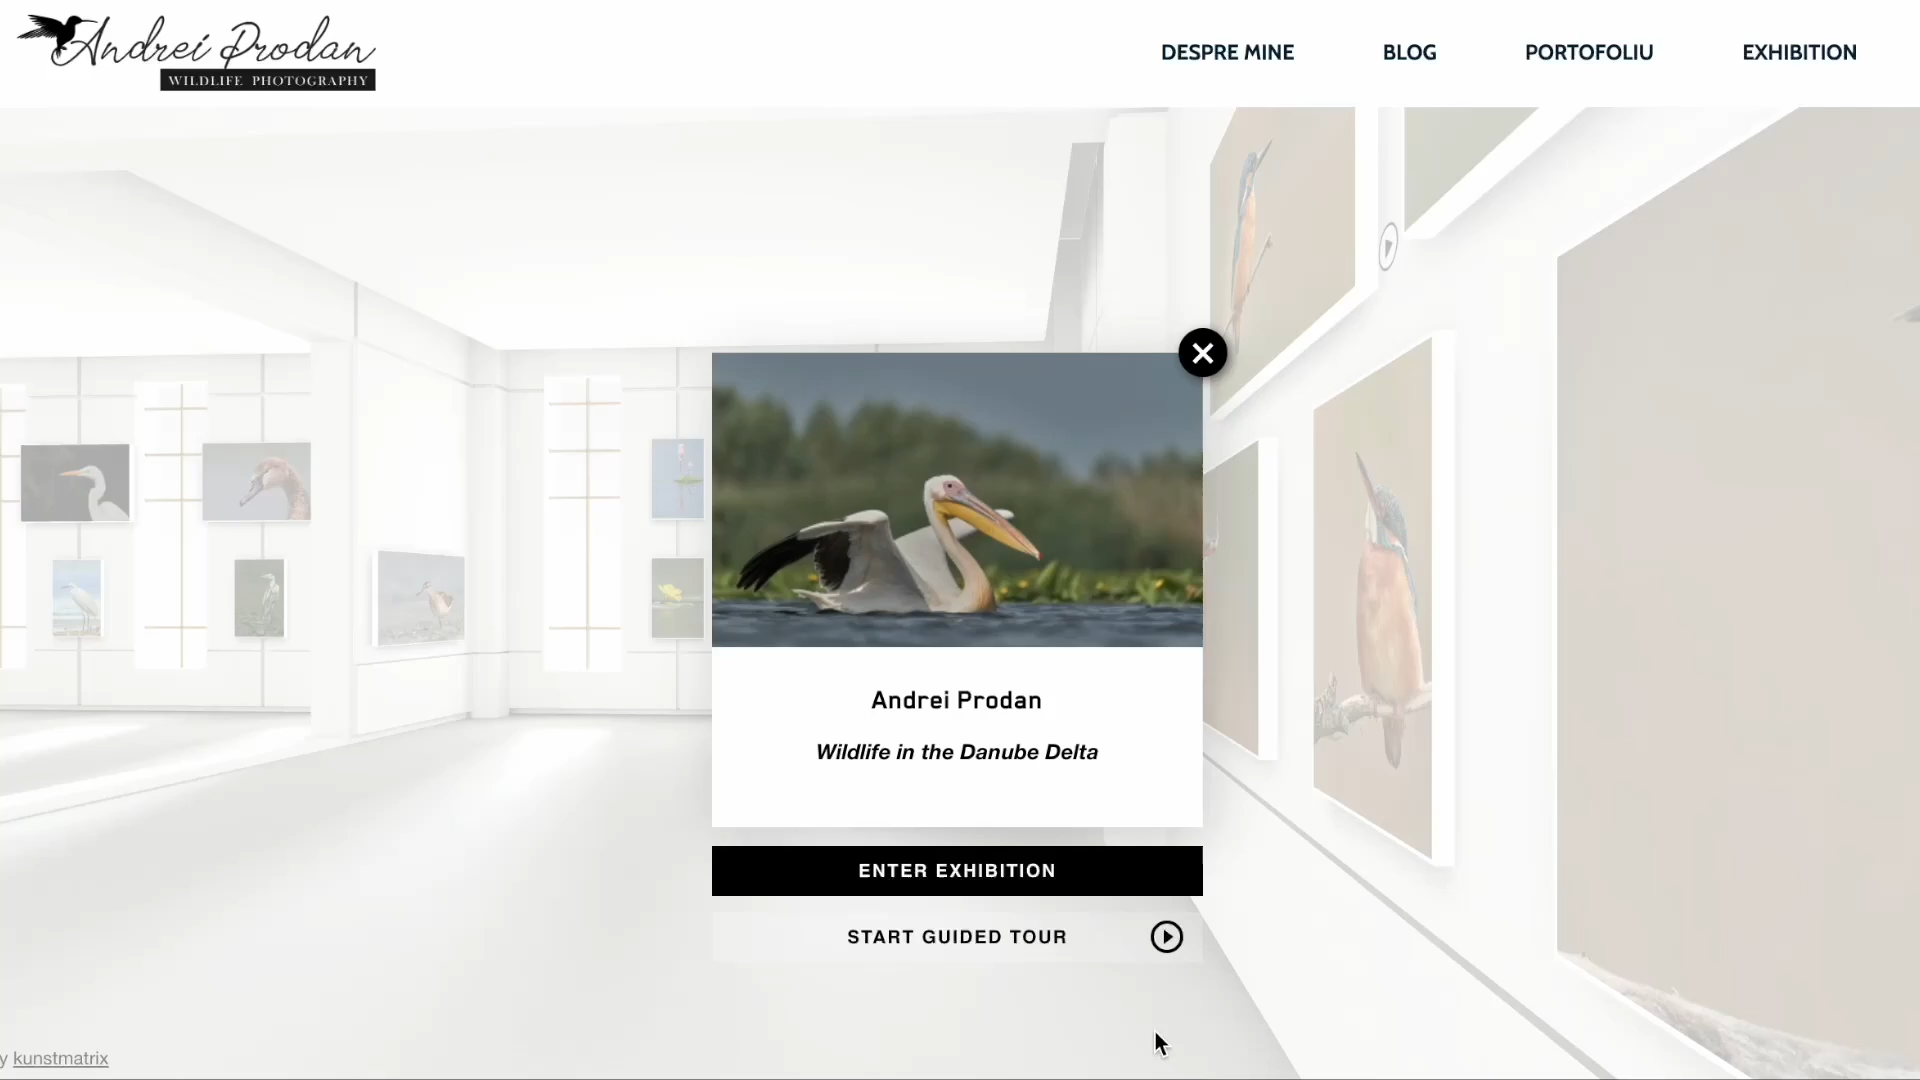 Andrei Prodan
WILDLIFE PHOTOGRAPHY
DESPRE MINE
BLOG
PORTOFOLIU
EXHIBITION
Andrei Prodan
Wildlife in the Danube Delta
ENTER EXHIBITION
START GUIDED TOUR
y kunstmatrix